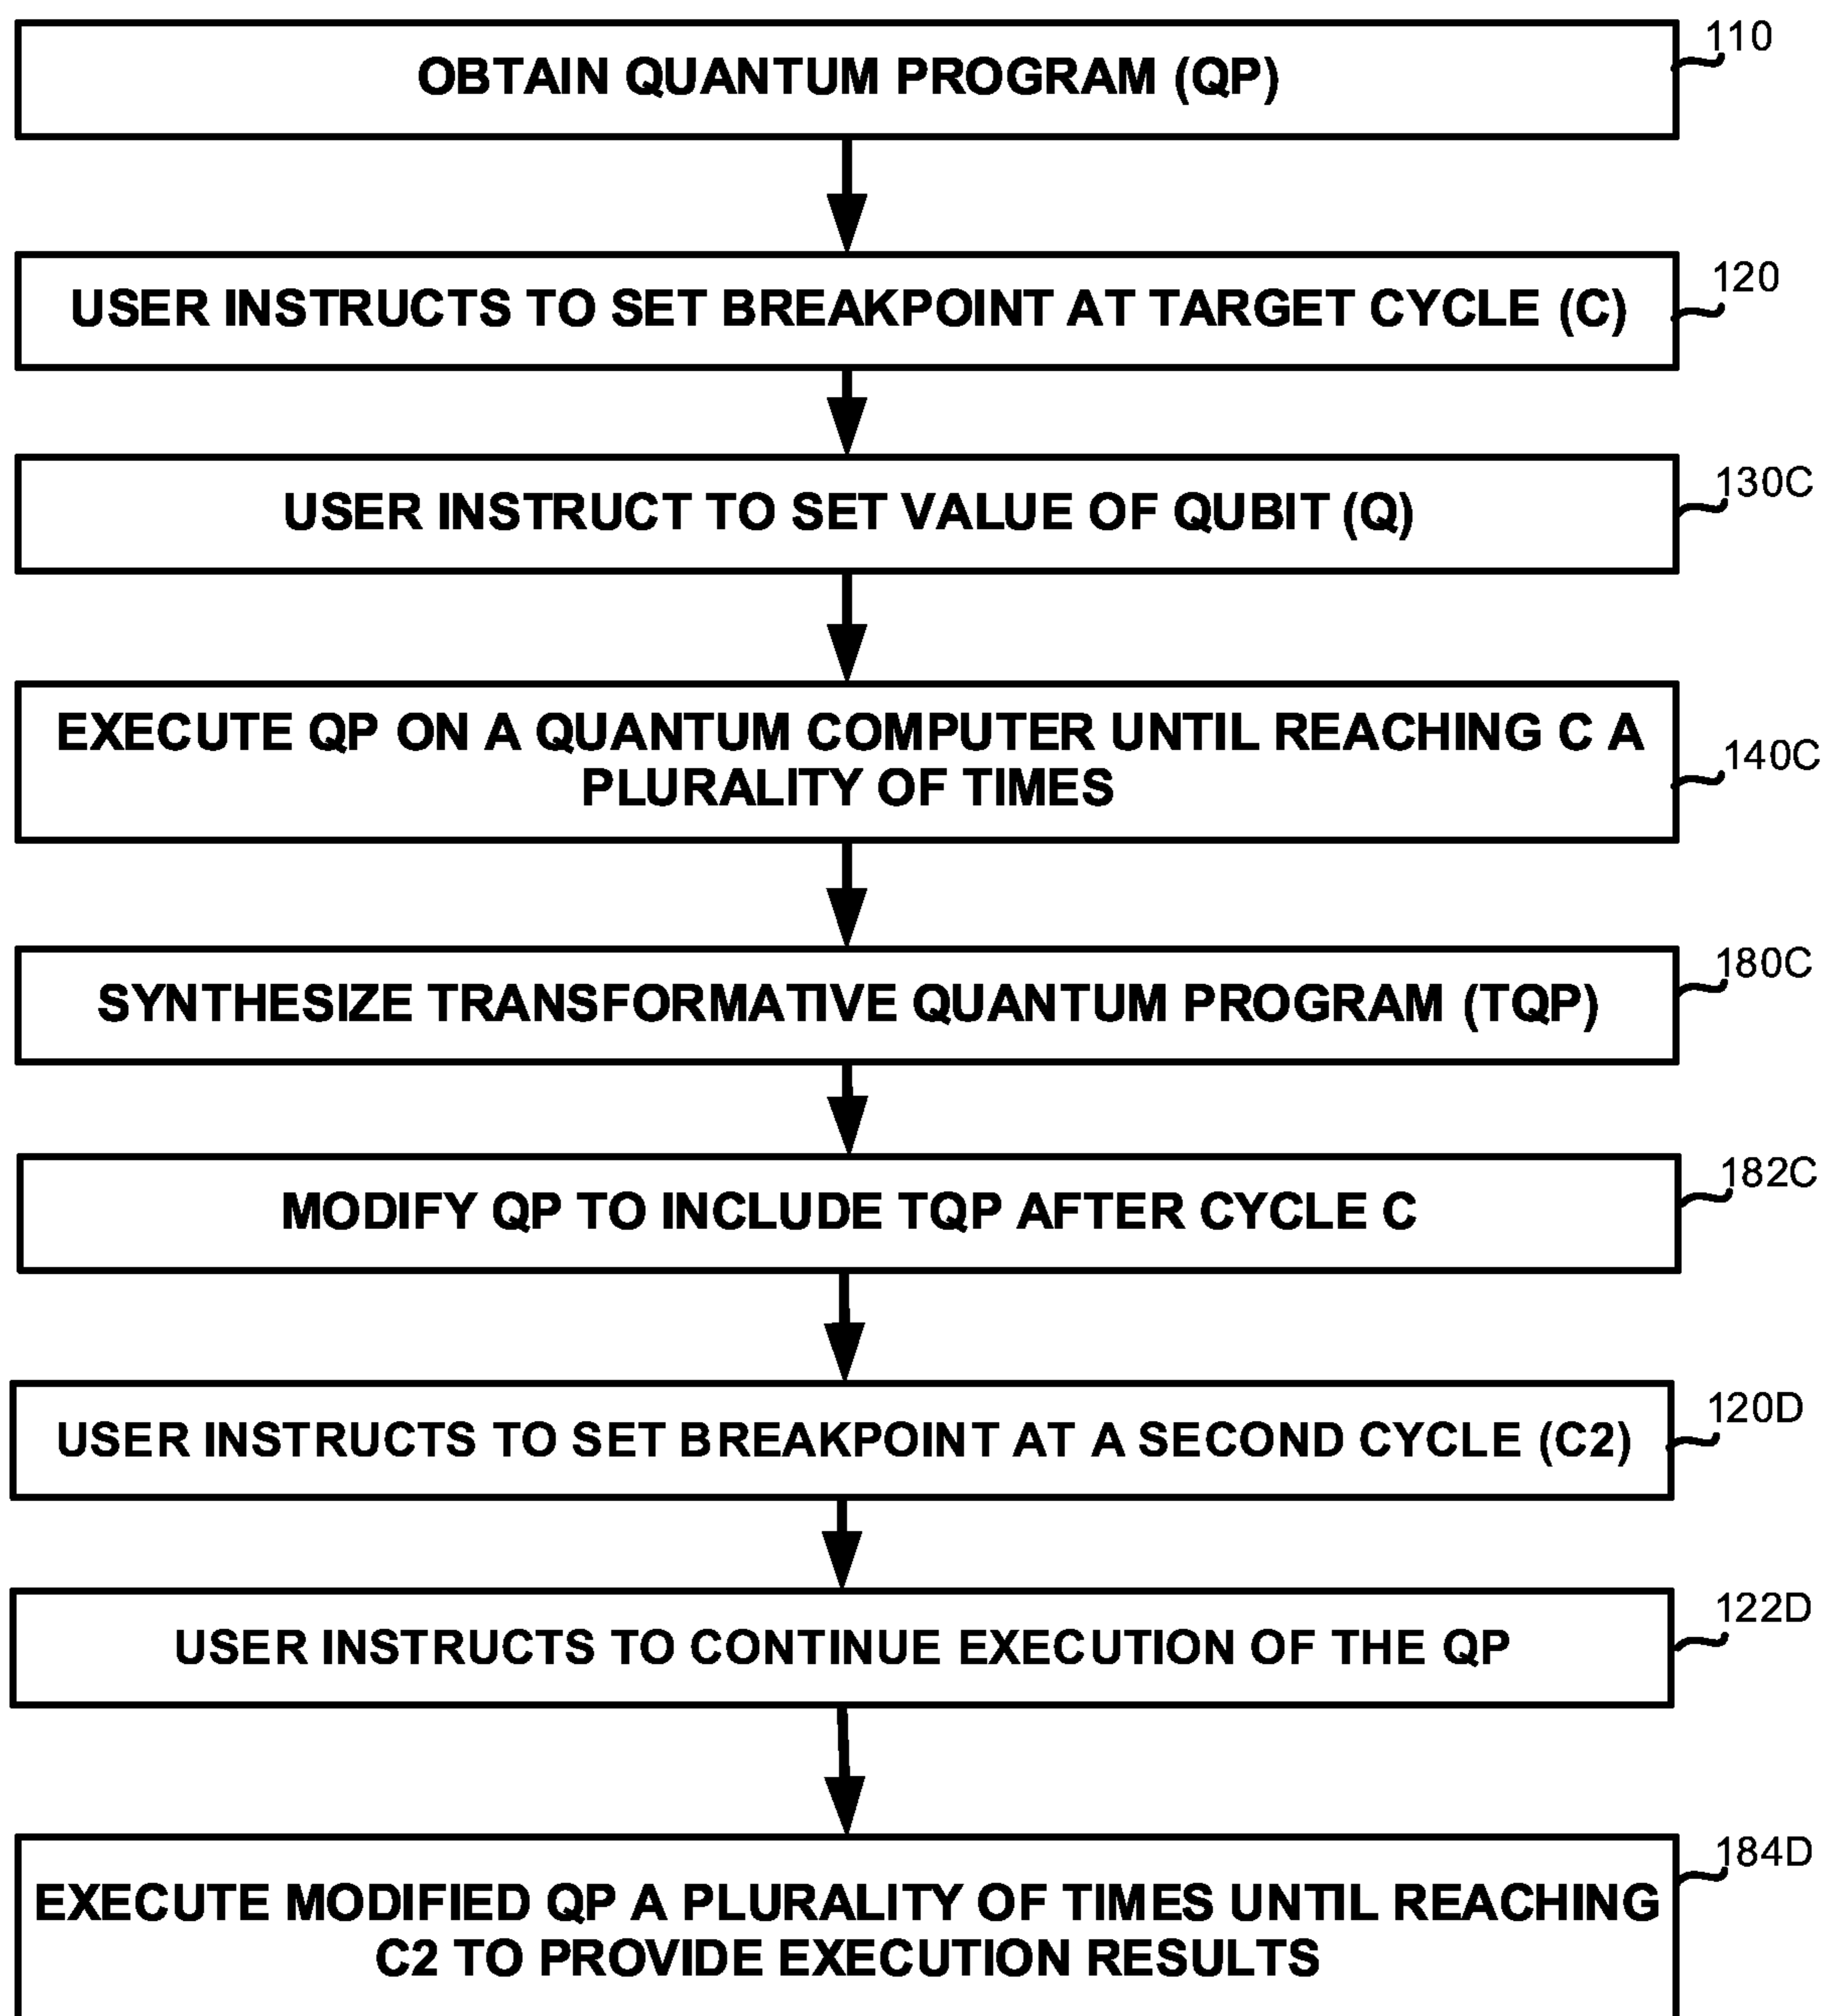 110
OBTAIN QUANTUM PROGRAM (QP)
120
USER INSTRUCTS TO SET BREAKPOINT AT TARGET CYCLE (C)
130C
USER INSTRUCT TO SET VALUE OF QUBIT (Q)
EXECUTE QP ON A QUANTUM COMPUTER UNTIL REACHING C A
140C
PLURALITY OF TIMES
180C
SYNTHESIZE TRANSFORMATIVE QUANTUM PROGRAM (TQP)
182C
MODIFY QP TO INCLUDE TQP AFTER CYCLE C
120D
USER INSTRUCTS TO SET BREAKPOINT AT A SECOND CYCLE (C2)
122D
USER INSTRUCTS TO CONTINUE EXECUTION OF THE QP
184D
EXECUTE MODIFIED QP A PLURALITY OF TIMES UNTIL REACHING
C2 TO PROVIDE EXECUTION RESULTS